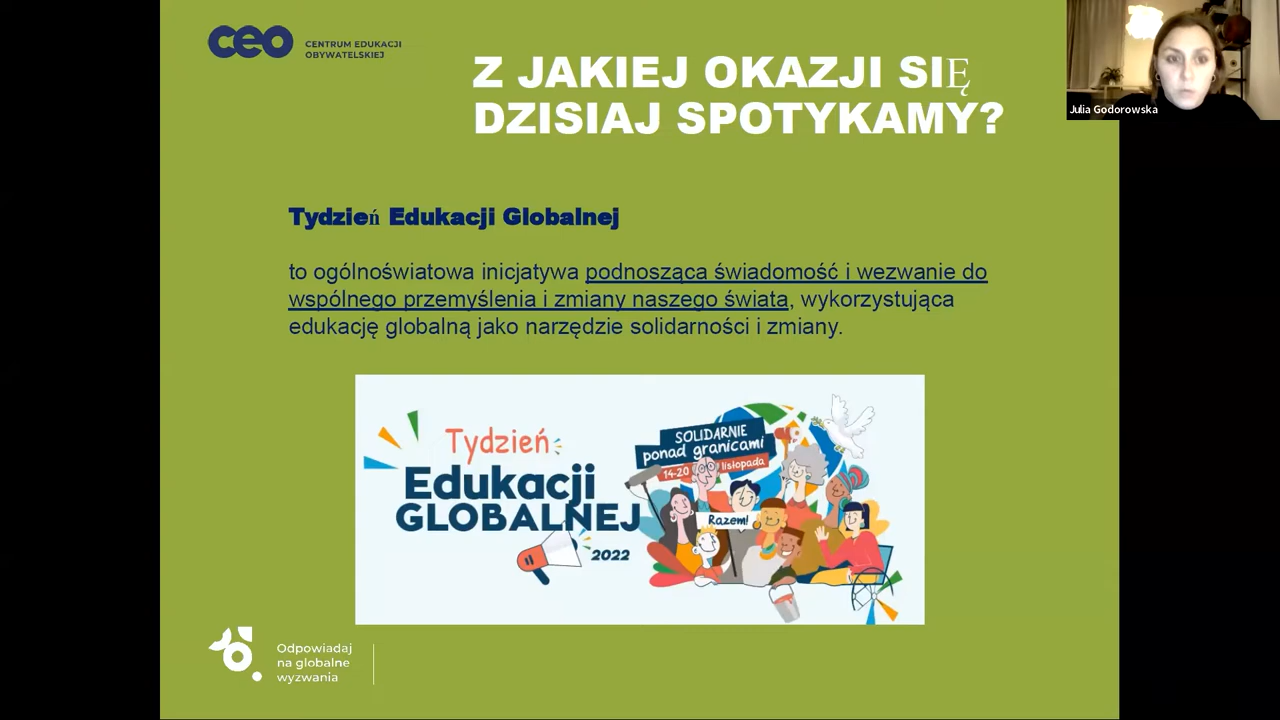 ceo
CENTRUM EDUKACJI
OBYWATELSKIEJ
Z JAKIEJ OKAZJI SIĘ
DZISIAJ SPOTYKAMY?
Julia Godorowska
Tydzień Edukacji Globalnej
to ogólnoświatowa inicjatywa podnosząca świadomość i wezwanie do
wspólnego przemyślenia i zmiany naszego świata, wykorzystująca
edukację globalną jako narzędzie solidarności i zmiany.
Tydzień
Edukacji
GLOBALNEJ
2022
SOLIDARNIE
ponad granicami
14-20 listopada
Razem!
Odpowiadaj
na globalne
wyzwania